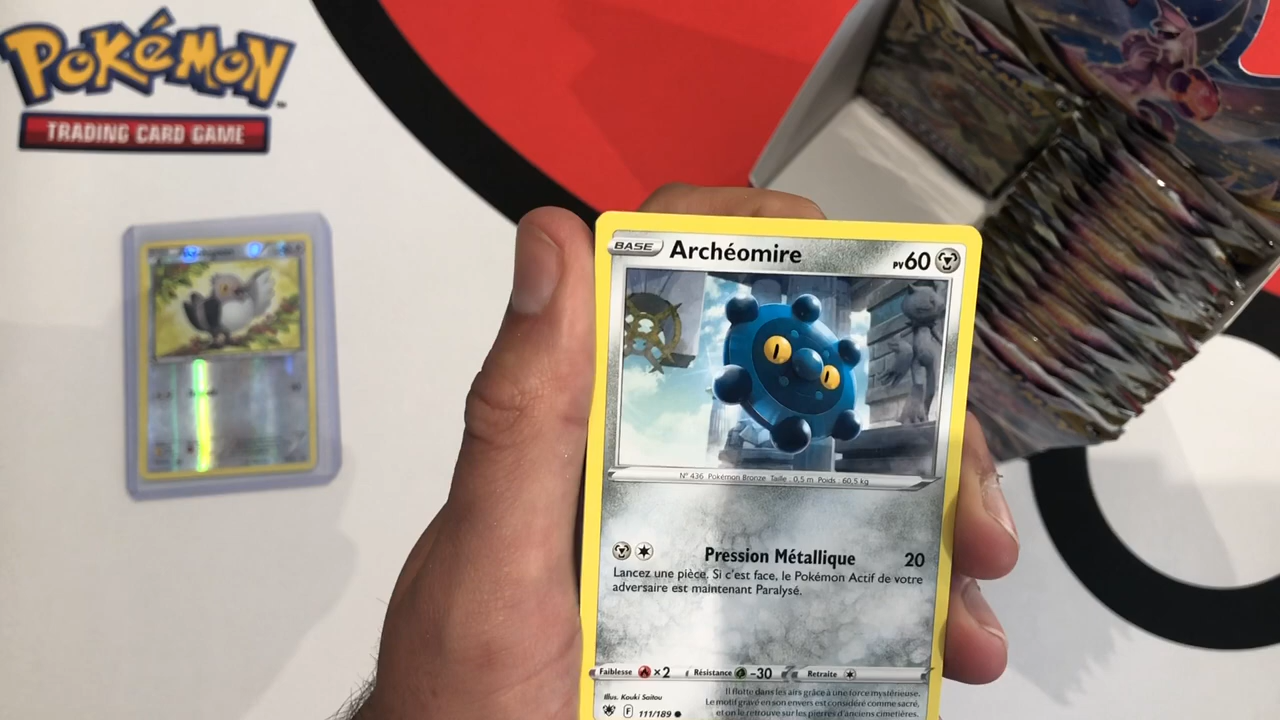 POKéMON
TRADING CARD GAME
BASE Archéomire PV60
N° 436 Pokémon Bronze Taille : 0,5 m Poids : 60,5 kg
Pression Métallique 20
Lancez une pièce. Si c'est face, le Pokémon Actif de votre
adversaire est maintenant Paralysé.
Faiblesse ×2 Résistance -30 Retraite
Illus. Kouki Saitou
F 111/189
Il flotte dans les airs grâce à une force mystérieuse.
Le motif gravé en son envers est considéré comme sacré,
et on le retrouve sur les pierres d'anciens cimetières.